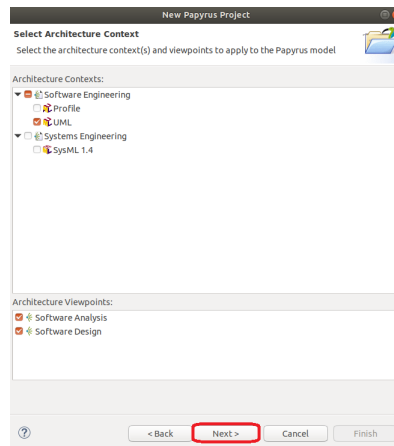 New Papyrus Project
Select Architecture Context
Select the architecture context(s) and viewpoints to apply to the Papyrus model
Architecture Contexts:
Software Engineering
Profile
UML
Systems Engineering
SysML 1.4
Architecture Viewpoints:
Software Analysis
Software Design
? < Back Next > Cancel Finish